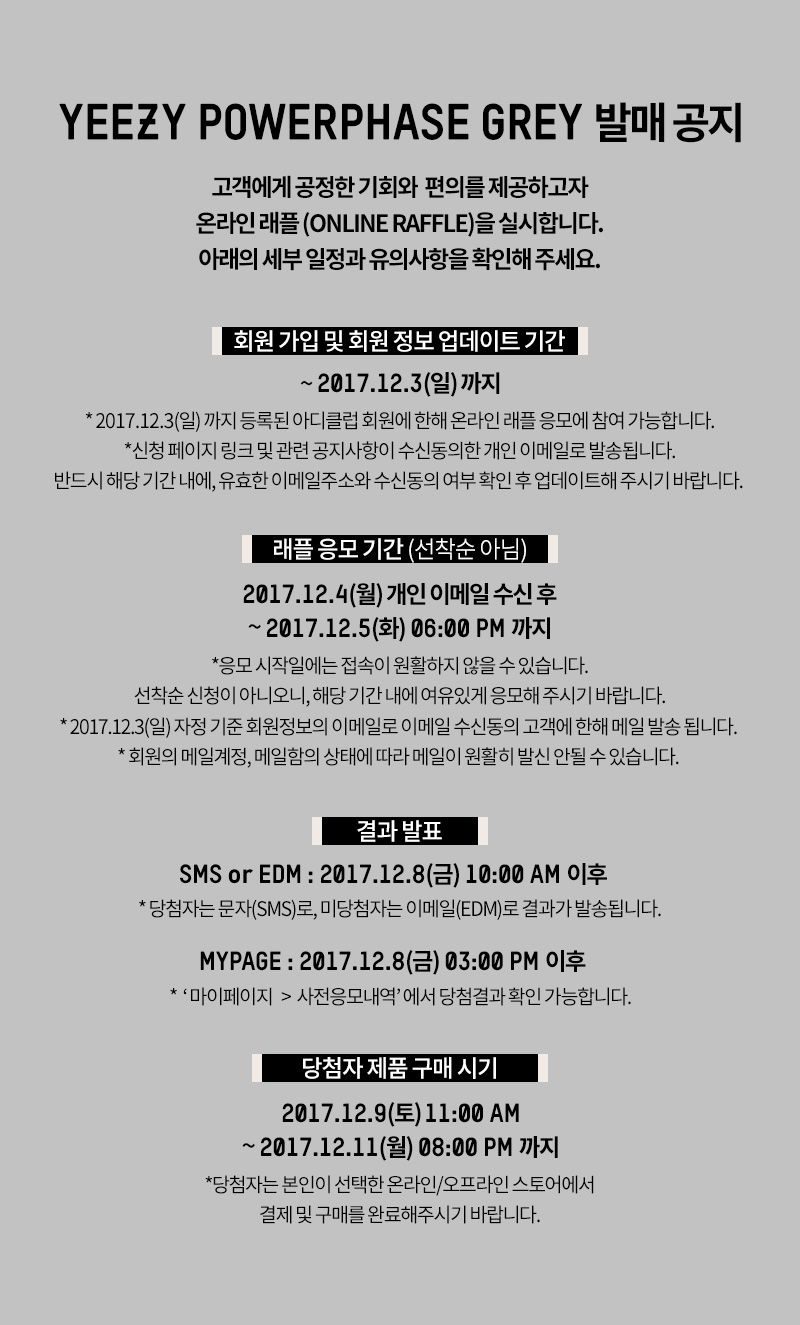 YEEZY POWERPHASE GREY 발매 공지
고객에게 공정한 기회와 편의를 제공하고자
온라인 래플 (ONLINE RAFFLE)을 실시합니다.
아래의 세부 일정과 유의사항을 확인해 주세요.
회원 가입 및 회원 정보 업데이트 기간
~ 2017.12.3(일) 까지
* 2017.12.3(일) 까지 등록된 아디클럽 회원에 한해 온라인 래플 응모에 참여 가능합니다.
*신청 페이지 링크 및 관련 공지사항이 수신동의한 개인 이메일로 발송됩니다.
반드시 해당 기간 내에, 유효한 이메일주소와 수신동의 여부 확인 후 업데이트해 주시기 바랍니다.
래플 응모 기간 (선착순 아님)
2017.12.4(월) 개인 이메일 수신 후
~ 2017.12.5(화) 06:00 PM 까지
*응모 시작일에는 접속이 원활하지 않을 수 있습니다.
선착순 신청이 아니오니, 해당 기간 내에 여유있게 응모해 주시기 바랍니다.
* 2017.12.3(일) 자정 기준 회원정보의 이메일로 이메일 수신동의 고객에 한해 메일 발송 됩니다.
* 회원의 메일계정, 메일함의 상태에 따라 메일이 원활히 발신 안될 수 있습니다.
결과 발표
SMS or EDM : 2017.12.8(금) 10:00 AM 이후
* 당첨자는 문자(SMS)로, 미당첨자는 이메일(EDM)로 결과가 발송됩니다.
MYPAGE : 2017.12.8(금) 03:00 PM 이후
* ‘마이페이지 > 사전응모내역’에서 당첨결과 확인 가능합니다.
당첨자 제품 구매 시기
2017.12.9(토) 11:00 AM
~ 2017.12.11(월) 08:00 PM 까지
*당첨자는 본인이 선택한 온라인/오프라인 스토어에서
결제 및 구매를 완료해주시기 바랍니다.